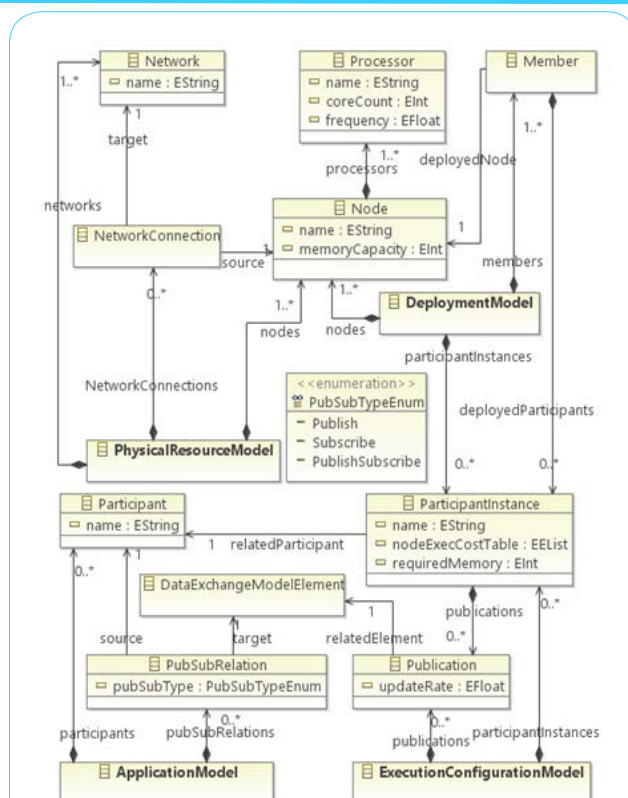 Network
name : EString
Processor
name : EString
coreCount : EInt
frequency : EFloat
Member
1..*
1
target
1..*
processors
deployedNode
1..*
networks
Node
name : EString
memoryCapacity : EInt
NetworkConnection
source
1
1
members
0..*
1..*
nodes
1..*
nodes
DeploymentModel
participantInstances
NetworkConnections
<<enumeration>>
PubSubTypeEnum
Publish
Subscribe
PublishSubscribe
deployedParticipants
PhysicalResourceModel
0..*
0..*
Participant
name : EString
ParticipantInstance
name : EString
nodeExecCostTable : EEList
requiredMemory : EInt
1
relatedParticipant
1
0..*
DataExchangeModelElement
publications
0..*
source
1
target
1
relatedElement
0..*
PubSubRelation
pubSubType : PubSubTypeEnum
Publication
updateRate : EFloat
participants
0..*
pubSubRelations
0..*
publications
participantInstances
ApplicationModel
ExecutionConfigurationModel